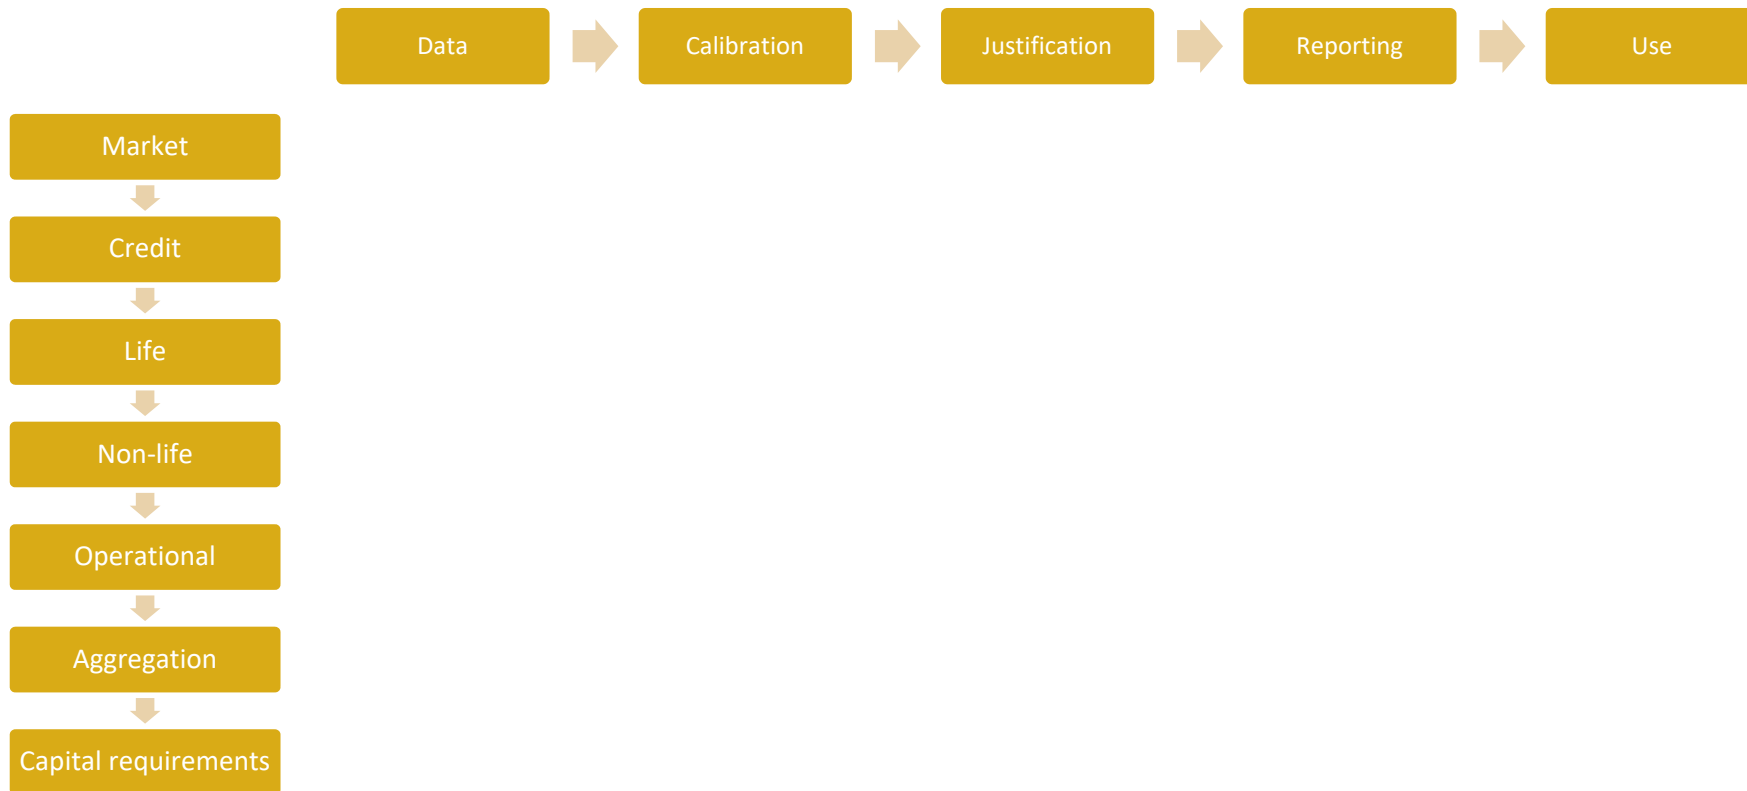 Data
Calibration
Justification
Reporting
Use
Market
Credit
Life
Non-life
Operational
Aggregation
Capital requirements